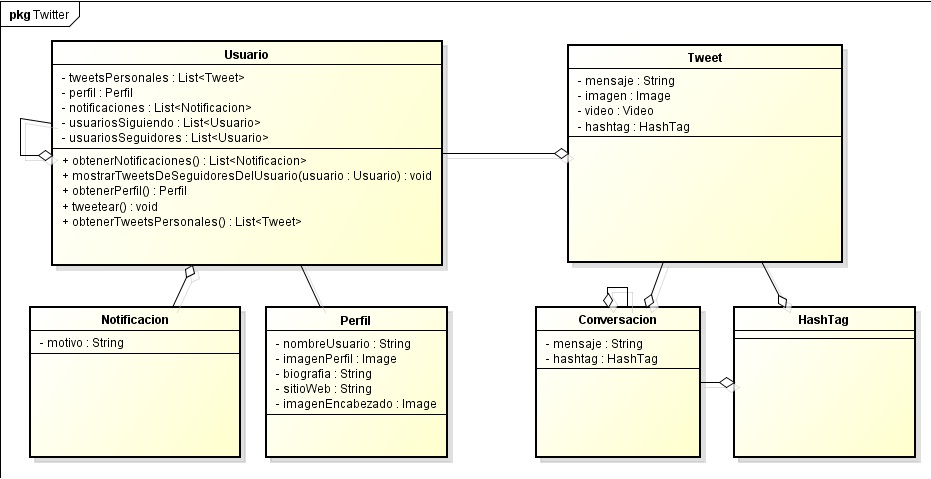 pkg Twitter
Usuario
- tweetsPersonales : List<Tweet>
- perfil : Perfil
- notificaciones : List<Notificacion>
- usuariosSiguiendo : List<Usuario>
- usuariosSeguidores : List<Usuario>
+ obtenerNotificaciones() : List<Notificacion>
+ mostrarTweetsDeSeguidoresDelUsuario(usuario : Usuario) : void
+ obtenerPerfil() : Perfil
+ tweetear() : void
+ obtenerTweetsPersonales() : List<Tweet>
Tweet
- mensaje : String
- imagen : Image
- video : Video
- hashtag : HashTag
Notificacion
- motivo : String
Perfil
- nombreUsuario : String
- imagenPerfil : Image
- biografia : String
- sitioWeb : String
- imagenEncabezado : Image
Conversacion
- mensaje : String
- hashtag : HashTag
HashTag